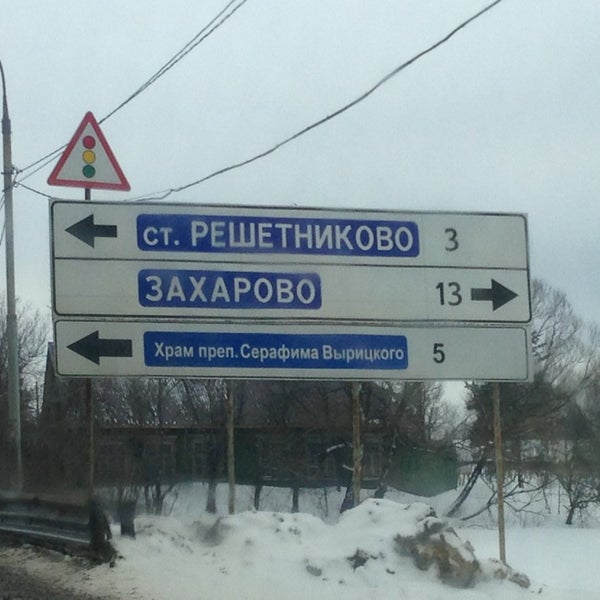 ст. РЕШЕТНИКОВО 3
ЗАХАРОВО 13
Храм преп.Серафима Вырицкого 5